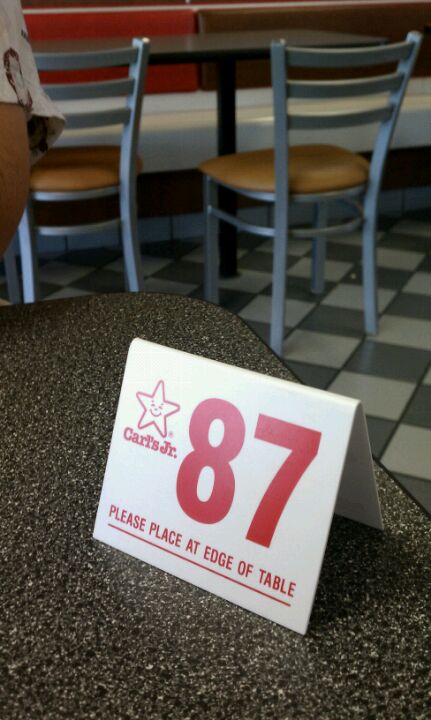 87
Carl's Jr.®
PLEASE PLACE AT EDGE OF TABLE